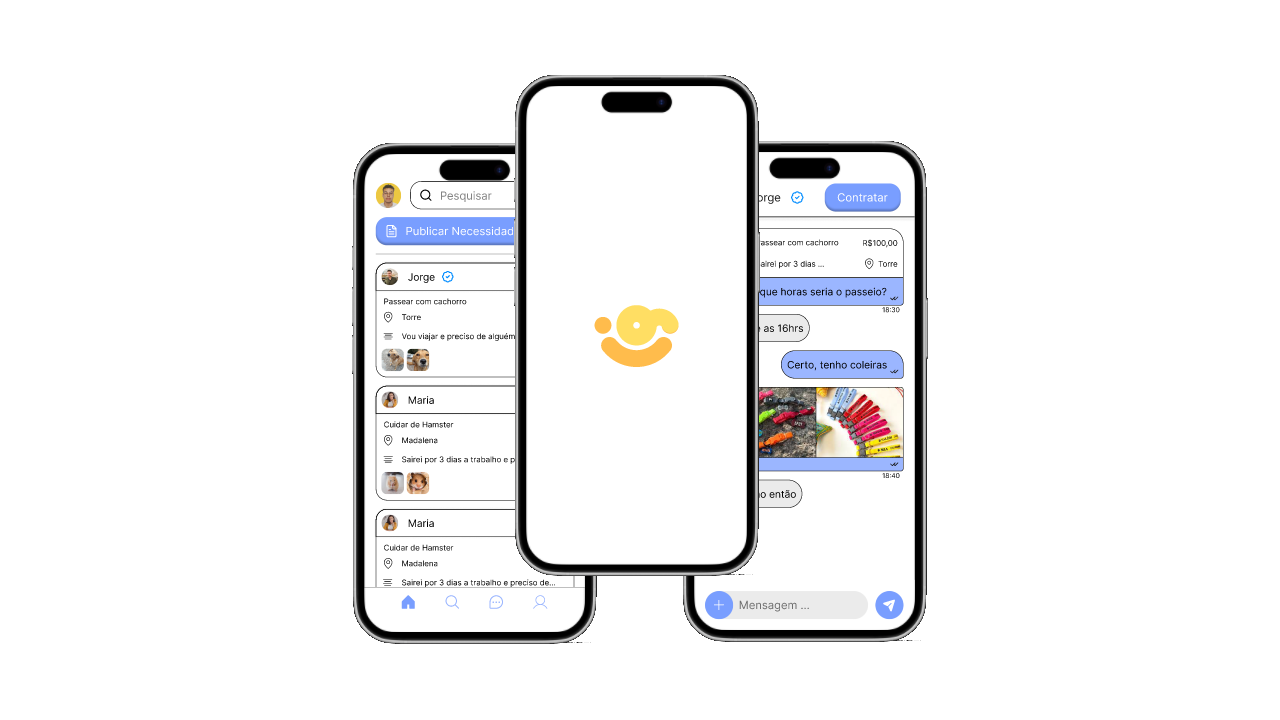 Pesquisar
Publicar Necessidad
Jorge
Passear com cachorro
Torre
Vou viajar e preciso de alguém
Maria
Cuidar de Hamster
Madalena
Sairei por 3 dias a trabalho e p
Maria
Cuidar de Hamster
Madalena
Sairei por 3 dias a trabalho e preciso de...
orge
Contratar
assear com cachorro
R$100,00
airei por 3 dias ...
Torre
que horas seria o passeio?
18:30
e as 16hrs
Certo, tenho coleiras
18:40
o então
Mensagem ...